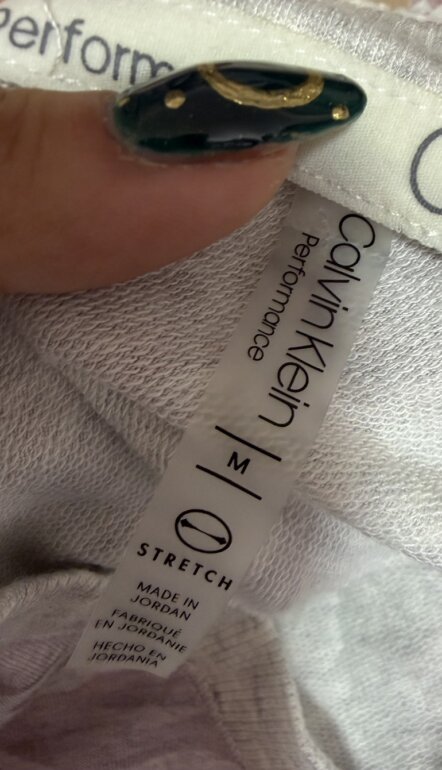 Perform
Calvin Klein
Performance
M
STRETCH
MADE IN
JORDAN
FABRIQUÉ
EN JORDANIE
HECHO EN
JORDANIA